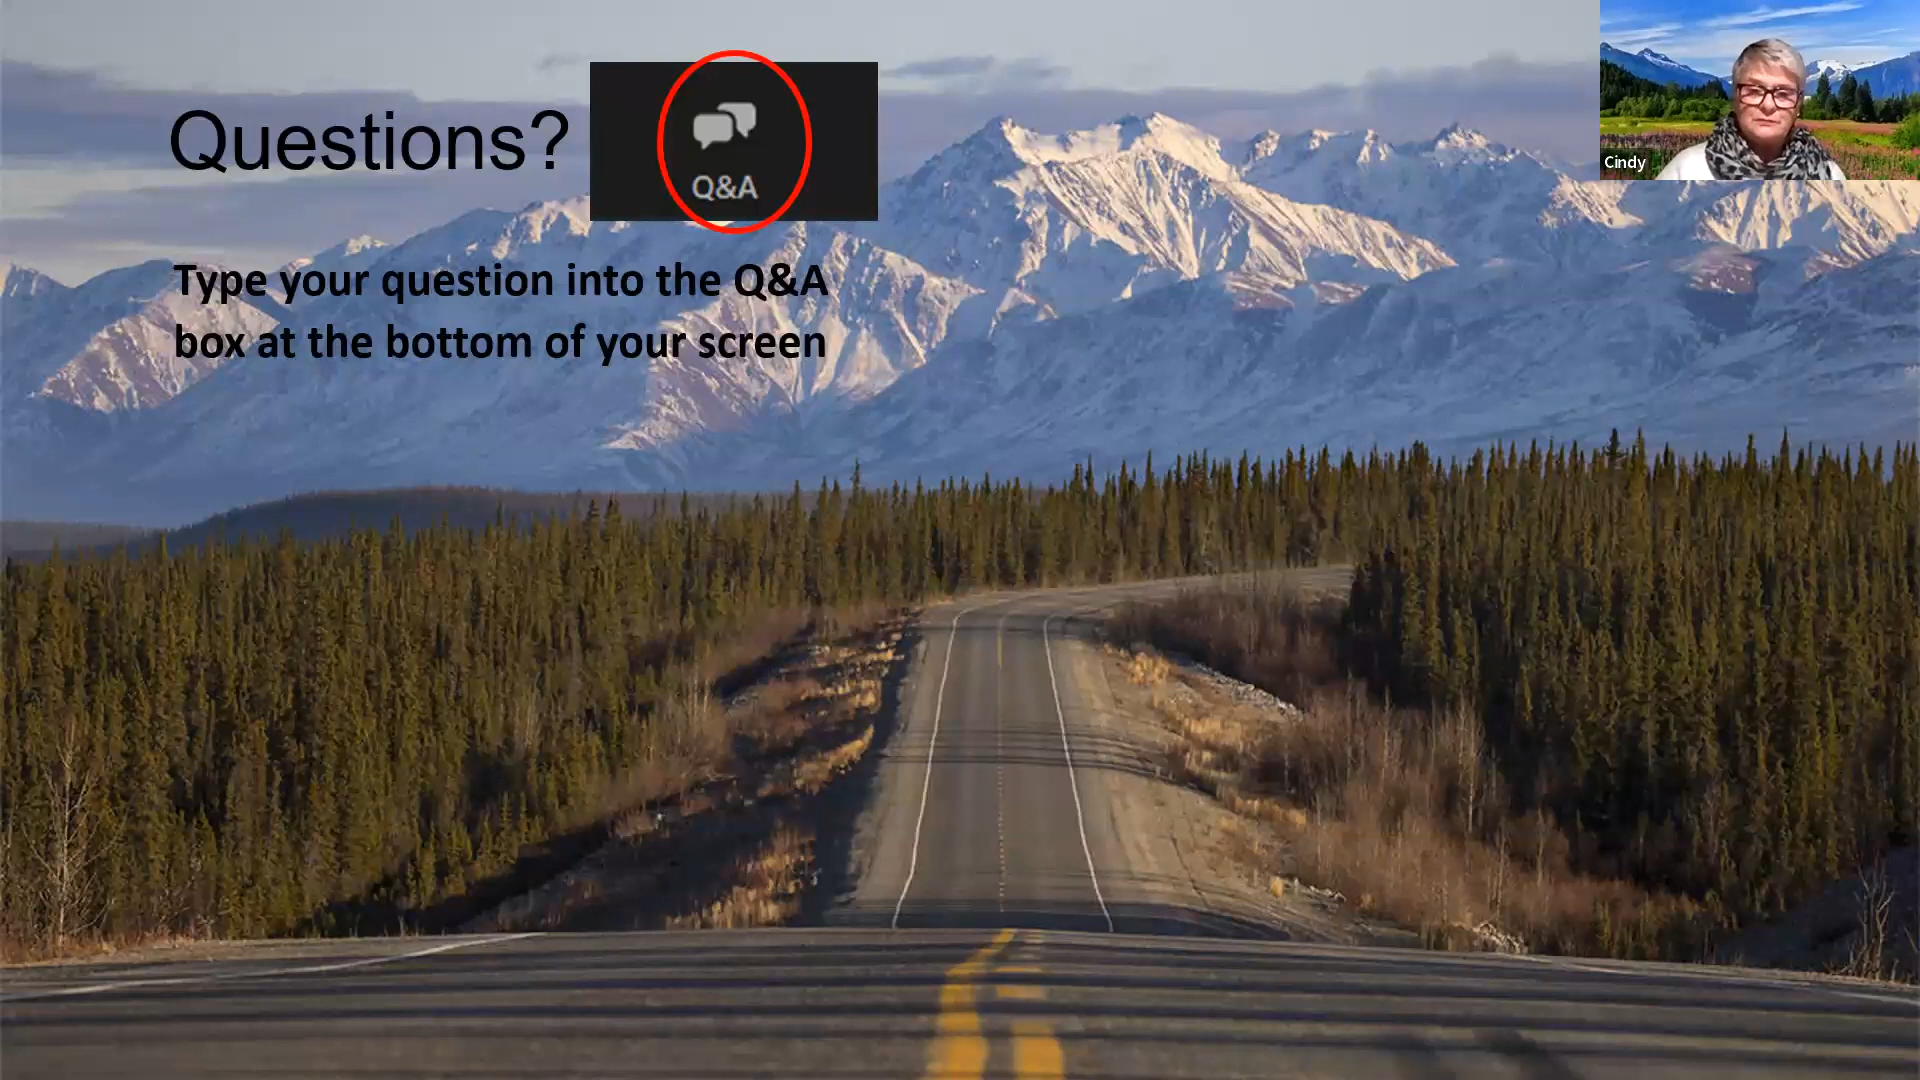 Questions?
Q&A
Type your question into the Q&A
box at the bottom of your screen
Cindy